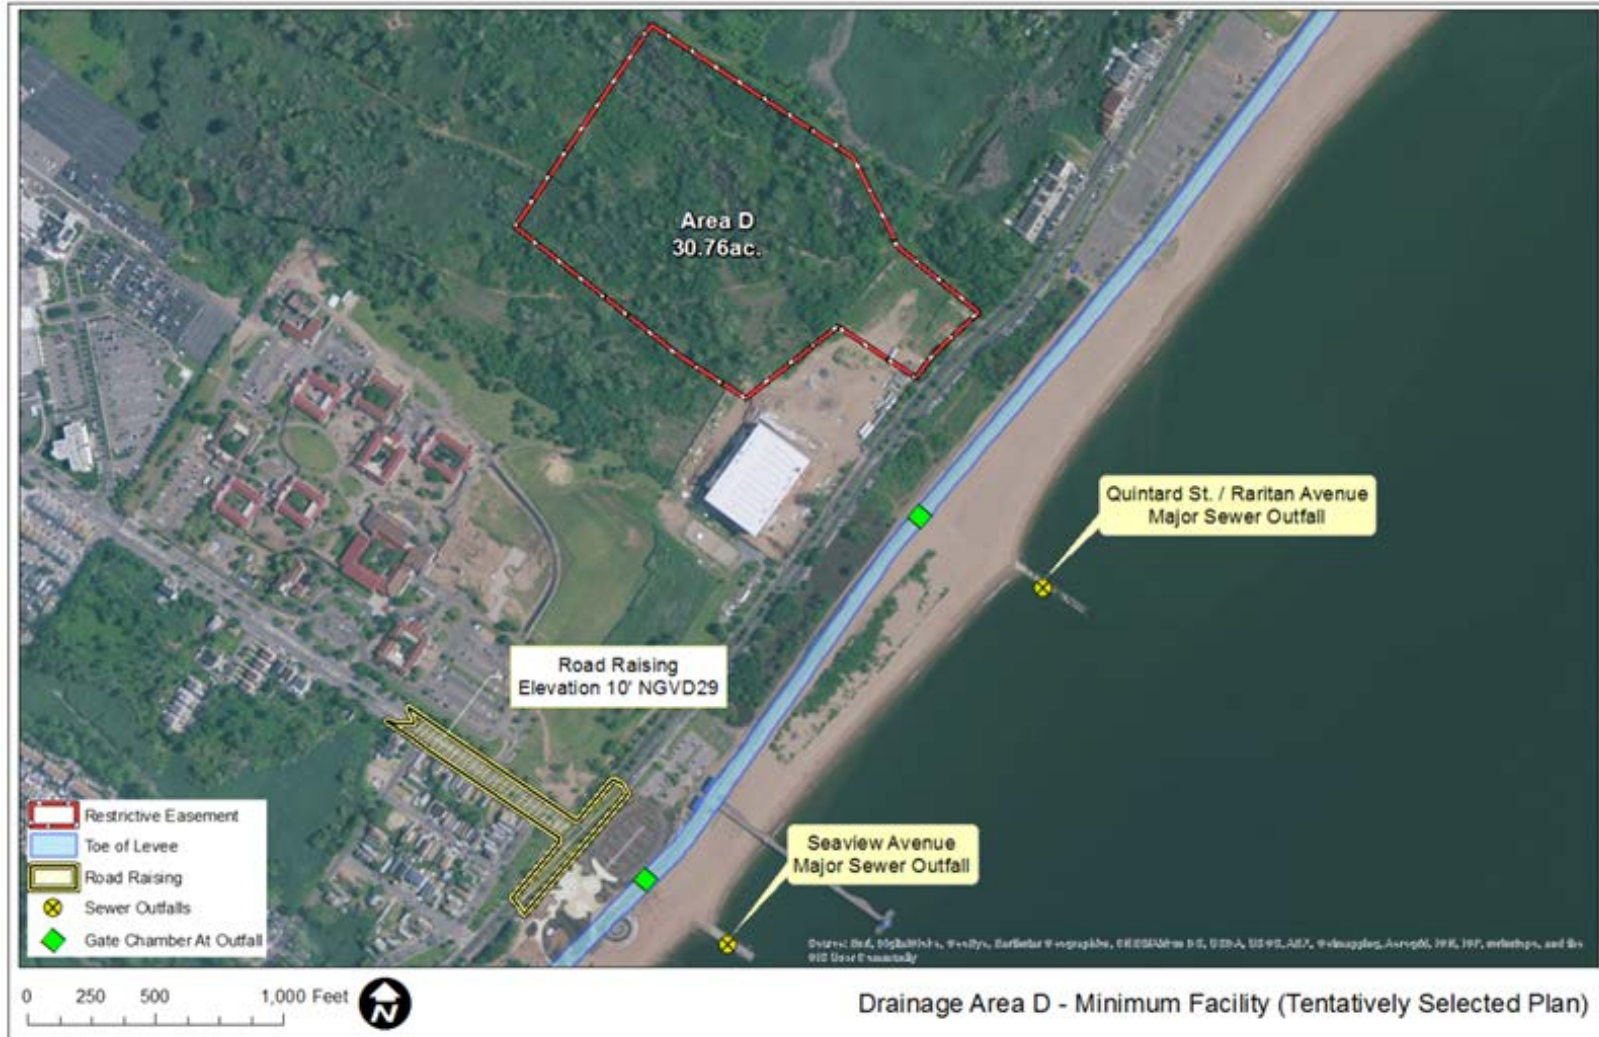 Area D
30.76ac.
Quintard St. / Raritan Avenue
Major Sewer Outfall
Road Raising
Elevation 10' NGVD29
Seaview Avenue
Major Sewer Outfall
Restrictive Easement
Toe of Levee
Road Raising
Sewer Outfalls
Gate Chamber At Outfall
0 250 500 1,000 Feet
N
Drainage Area D - Minimum Facility (Tentatively Selected Plan)